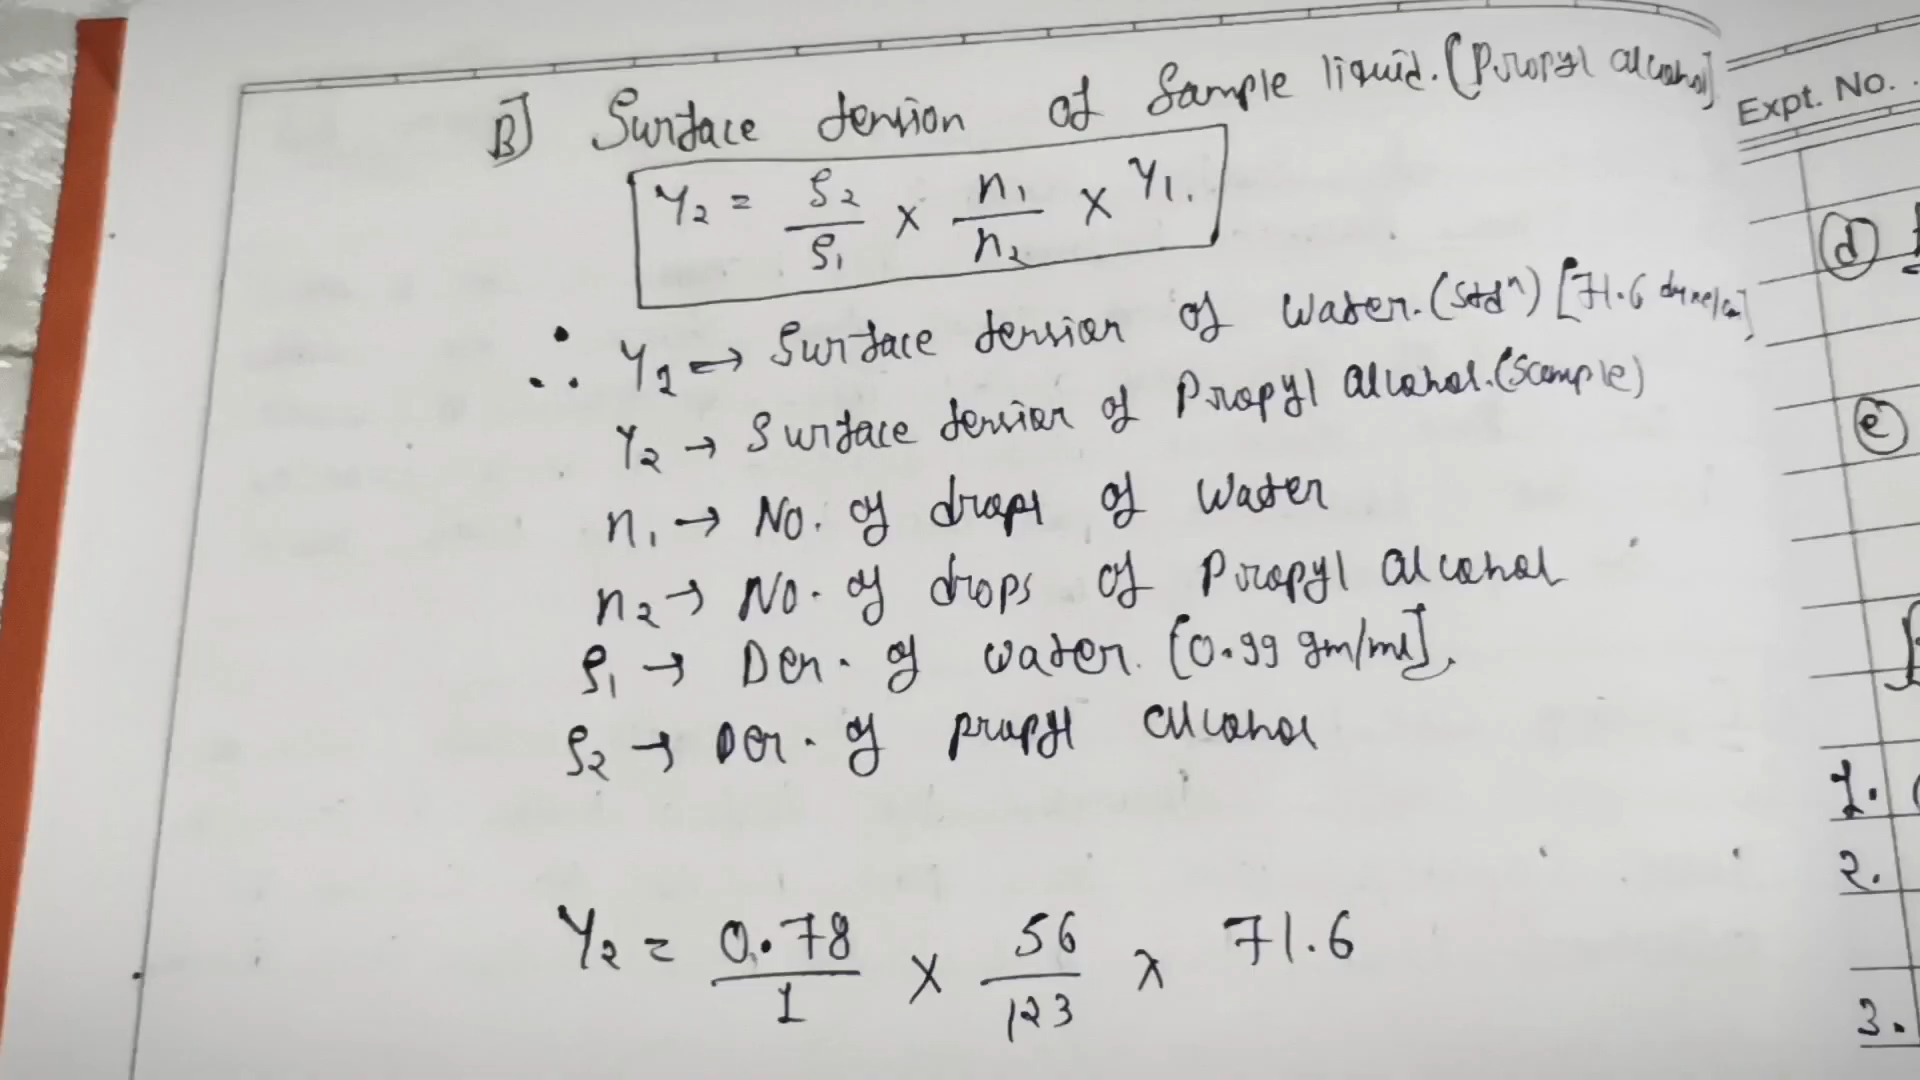 B] Surface tension of Sample liquid. [Propyl alcohol]
γ2 = ρ2/ρ1 × n1/n2 × γ1.
∴ γ1 → Surface tension of Water. (Stdⁿ) [71.6 dyne/cm]
γ2 → Surface tension of Propyl alcohol. (Sample)
n1 → No. of drops of Water
n2 → No. of drops of Propyl alcohol
ρ1 → Den. of water. [0.99 gm/ml].
ρ2 → Den. of propyl alcohol
γ2 = 0.78/1 × 56/123 × 71.6
Expt. No.
d
e
1.
2.
3.